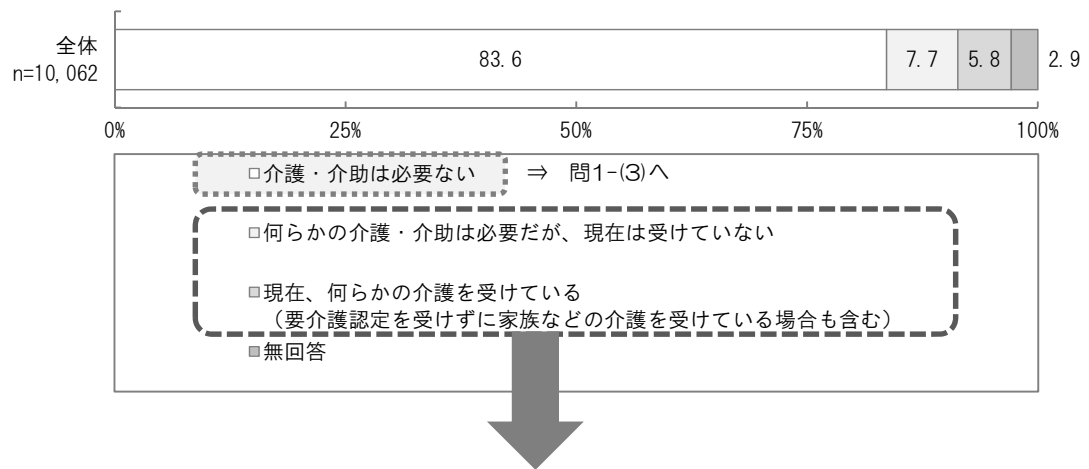 全体
n=10,062
83.6
7.7
5.8
2.9
0%
25%
50%
75%
100%
□介護・介助は必要ない ⇒ 問1-(3)へ
□何らかの介護・介助は必要だが、現在は受けていない
□現在、何らかの介護を受けている
（要介護認定を受けずに家族などの介護を受けている場合も含む）
□無回答